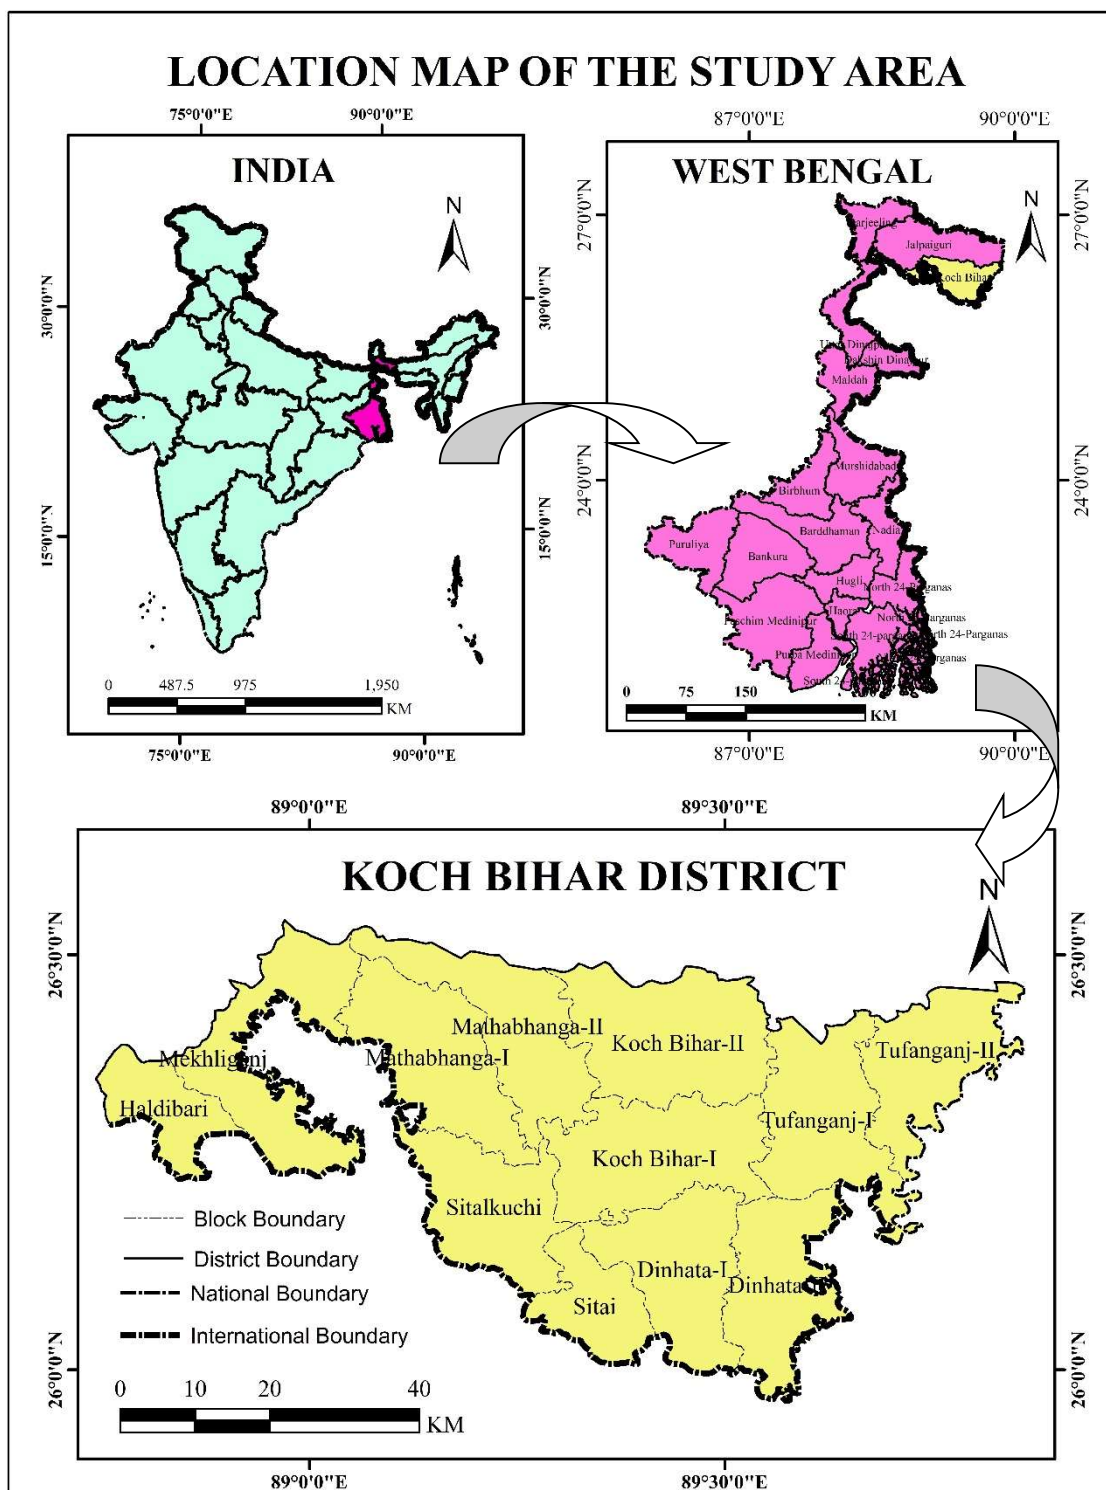 LOCATION MAP OF THE STUDY AREA
75°0'0"E 90°0'0"E
INDIA
N
30°0'0"N 30°0'0"N
15°0'0"N 15°0'0"N
0 487.5 975 1,950
KM
75°0'0"E 90°0'0"E
87°0'0"E 90°0'0"E
WEST BENGAL
N
27°0'0"N 27°0'0"N
Jalpaiguri
Koch Bihar
Maldah
Murshidabad
24°0'0"N 24°0'0"N
Birbhum
Barddhaman
Nadia
Puruliya
Bankura
Hugli
North 24-Parganas
Paschim Medinipur
0 75 150
KM
87°0'0"E 90°0'0"E
89°0'0"E 89°30'0"E
KOCH BIHAR DISTRICT
N
26°30'0"N 26°30'0"N
Mathabhanga-II
Koch Bihar-II
Tufanganj-II
Mekhliganj
Mathabhanga-I
Haldibari
Tufanganj-I
Koch Bihar-I
Sitalkuchi
Dinhata-I
Sitai
Block Boundary
District Boundary
National Boundary
International Boundary
26°0'0"N 26°0'0"N
0 10 20 40
KM
89°0'0"E 89°30'0"E